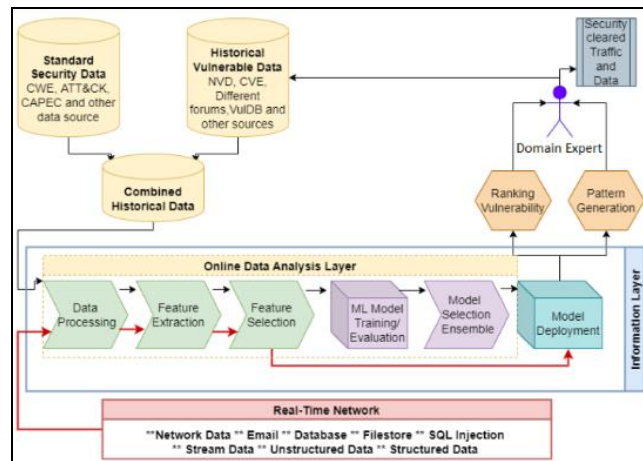 Standard
Security Data
CWE, ATT&CK,
CAPEC and other
data source
Historical
Vulnerable Data
NVD, CVE,
Different
forums,VulDB and
other sources
Security
cleared
Traffic
and
Data
Domain Expert
Combined
Historical Data
Ranking
Vulnerability
Pattern
Generation
Online Data Analysis Layer
Data
Processing
Feature
Extraction
Feature
Selection
ML Model
Training/
Evaluation
Model
Selection
Ensemble
Model
Deployment
Information Layer
Real-Time Network
**Network Data ** Email ** Database ** Filestore ** SQL Injection
** Stream Data ** Unstructured Data ** Structured Data